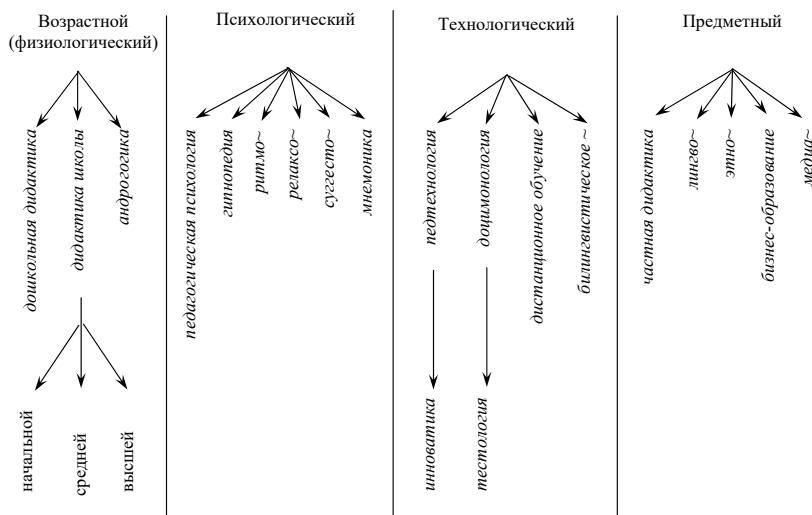 Возрастной
(физиологический)
Психологический
Технологический
Предметный
дошкольная дидактика
дидактика школы
андрогогика
педагогическая психология
гипнопедия
ритмо~
релаксо~
суггесто~
мнемоника
педтехнология
доцимонология
дистанционное обучение
билингвистическое ~
частная дидактика
лингво~
этно~
бизнес-образование
медиа~
начальной
средней
высшей
инноватика
тестология